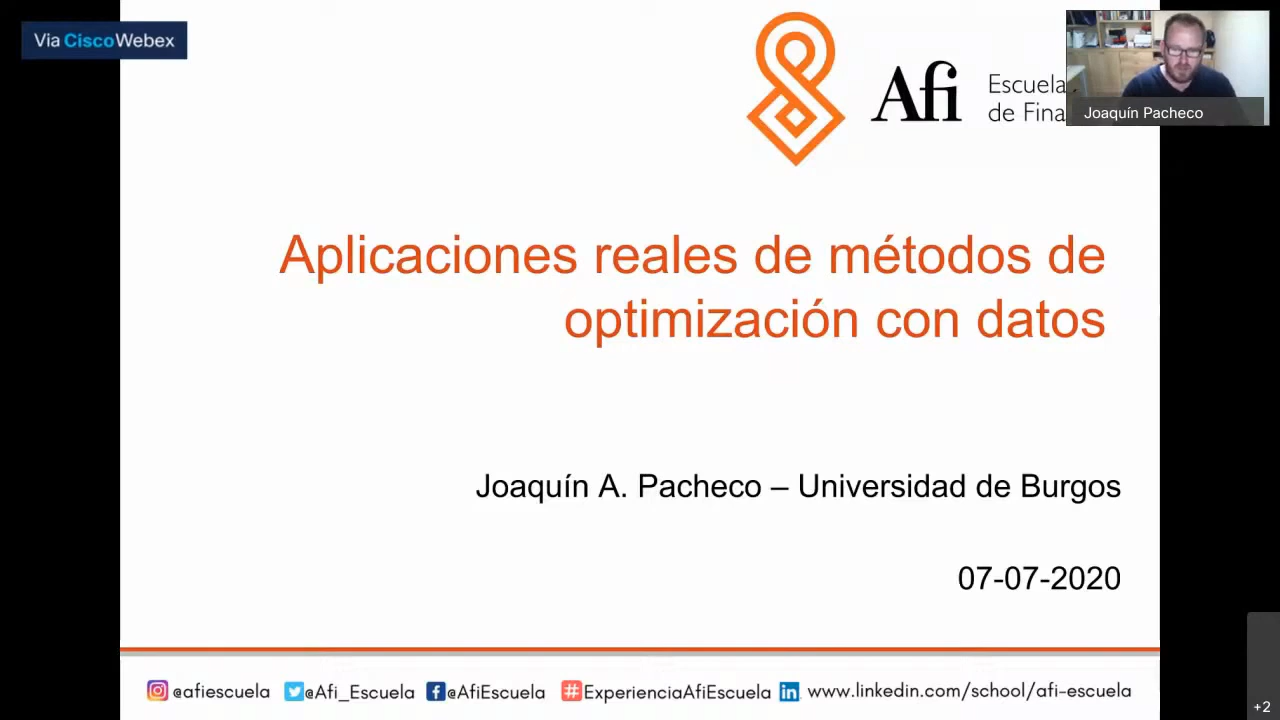 Via CiscoWebex
Afi
Escuela
de Fina
Joaquín Pacheco
Aplicaciones reales de métodos de
optimización con datos
Joaquín A. Pacheco – Universidad de Burgos
07-07-2020
@afiescuela @Afi_Escuela @AfiEscuela #ExperienciaAfiEscuela www.linkedin.com/school/afi-escuela
+2